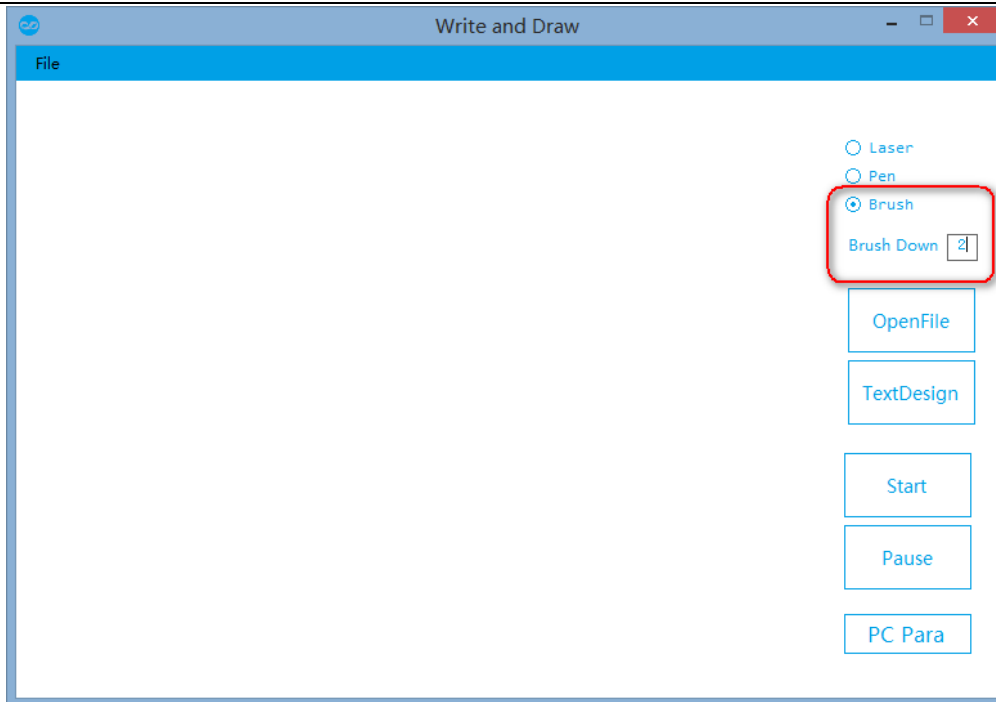 Write and Draw
File
Laser
Pen
Brush
Brush Down 2
OpenFile
TextDesign
Start
Pause
PC Para